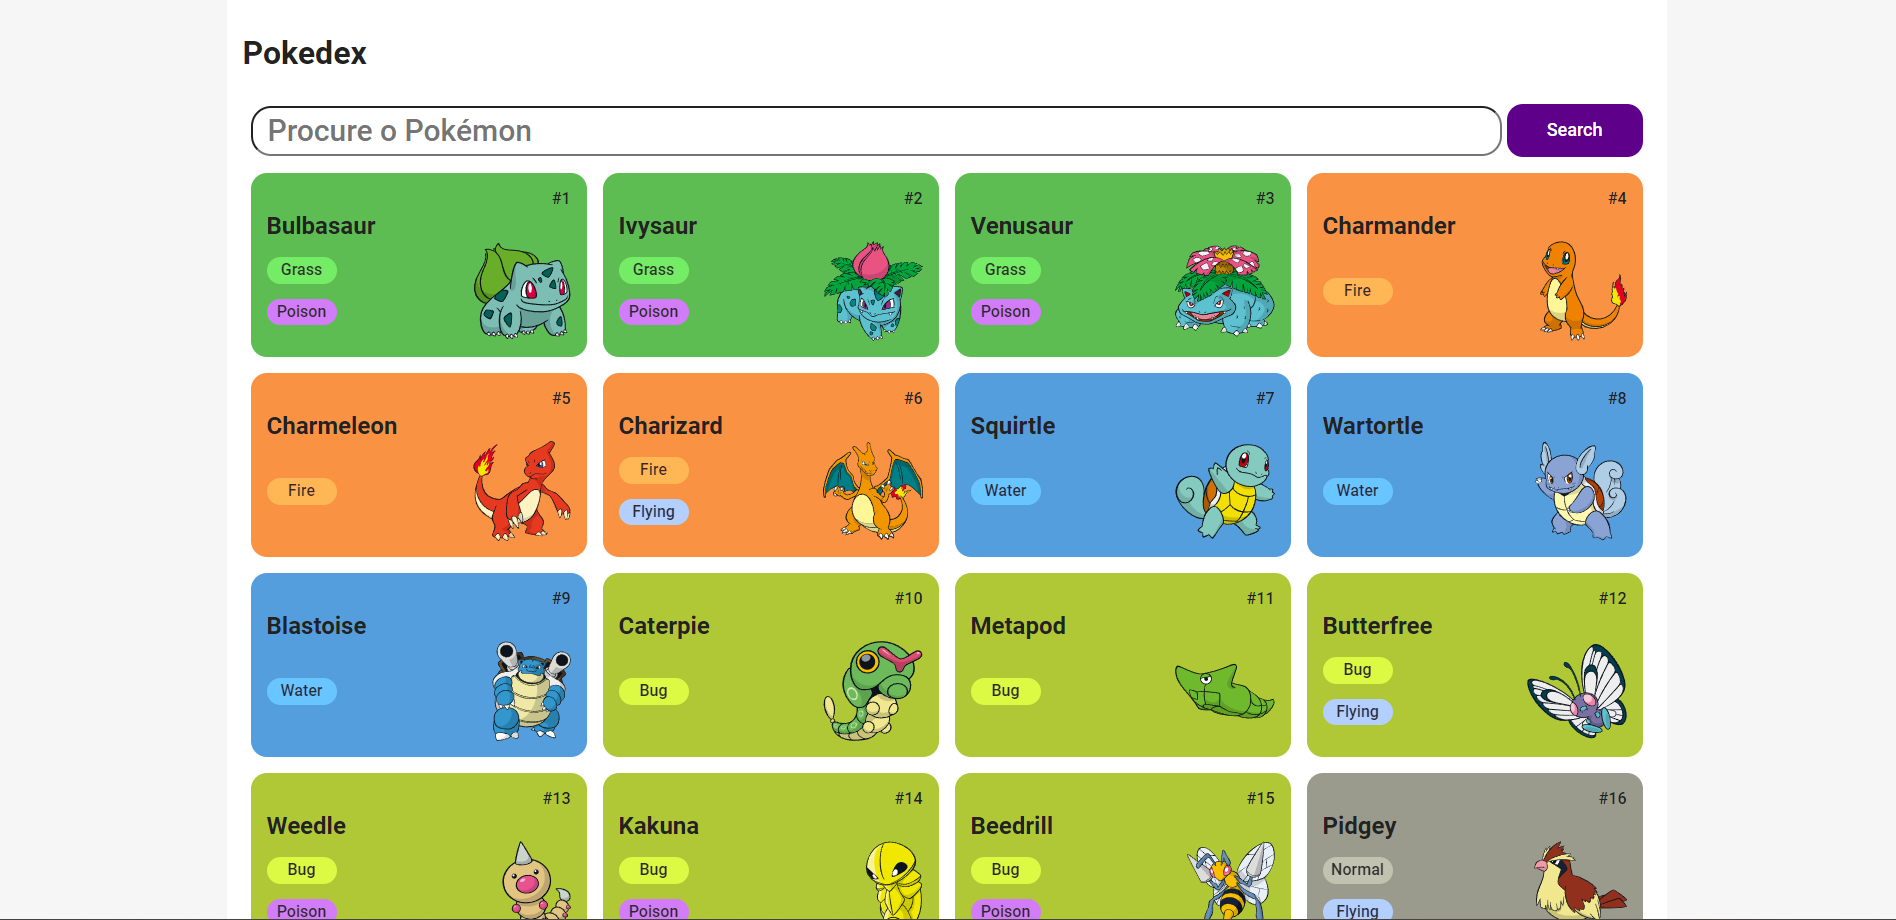 Pokedex
Procure o Pokémon
Search
#1
Bulbasaur
Grass
Poison
#2
Ivysaur
Grass
Poison
#3
Venusaur
Grass
Poison
#4
Charmander
Fire
#5
Charmeleon
Fire
#6
Charizard
Fire
Flying
#7
Squirtle
Water
#8
Wartortle
Water
#9
Blastoise
Water
#10
Caterpie
Bug
#11
Metapod
Bug
#12
Butterfree
Bug
Flying
#13
Weedle
Bug
Poison
#14
Kakuna
Bug
Poison
#15
Beedrill
Bug
Poison
#16
Pidgey
Normal
Flying